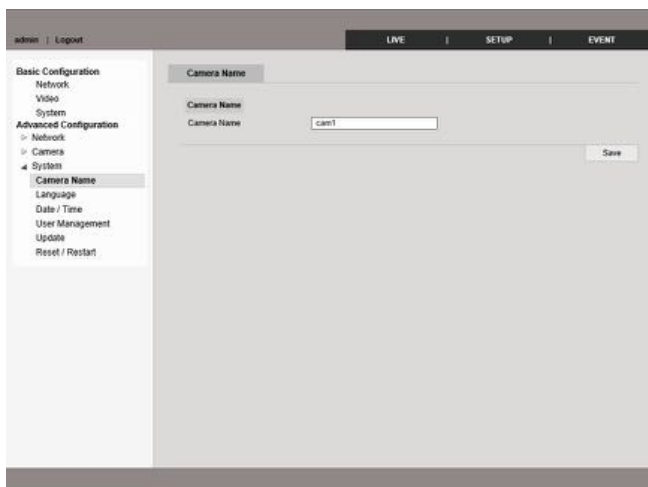 admin | Logout
LIVE | SETUP | EVENT
Basic Configuration
Network
Video
System
Advanced Configuration
Network
Camera
System
Camera Name
Language
Date / Time
User Management
Update
Reset / Restart
Camera Name
Camera Name
Camera Name cam1
Save